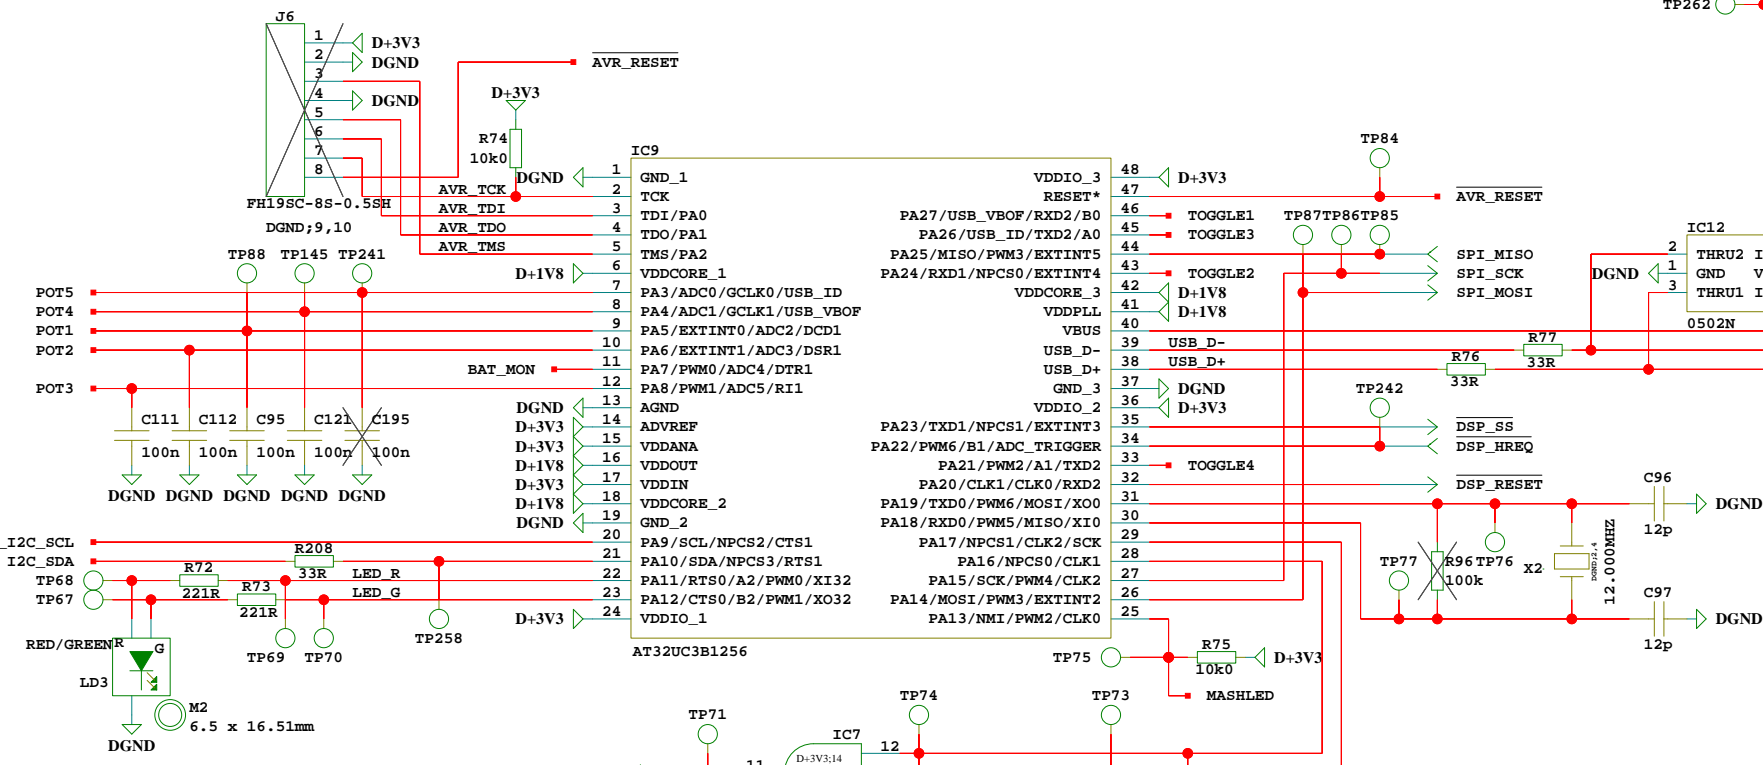 TP262
J6
1 D+3V3
2 DGND
3
4 DGND
5
6
7
8
FH19SC-8S-0.5SH
DGND;9,10
AVR_RESET
D+3V3
R74
10k0
DGND
AVR_TCK
AVR_TDI
AVR_TDO
AVR_TMS
TP88 TP145 TP241
D+1V8
POT5
POT4
POT1
POT2
POT3
BAT_MON
C111 100n
C112 100n
C95 100n
C121 100n
C195 100n
DGND DGND DGND DGND DGND
DGND
D+3V3
D+3V3
D+1V8
D+3V3
D+1V8
DGND
_I2C_SCL
I2C_SDA
R208
33R
TP68
TP67
R72
221R
R73
221R
LED_R
LED_G
D+3V3
TP258
TP69 TP70
RED/GREEN
R
G
LD3
DGND
M2
6.5 x 16.51mm
IC9
1 GND_1
2 TCK
3 TDI/PA0
4 TDO/PA1
5 TMS/PA2
6 VDDCORE_1
7 PA3/ADC0/GCLK0/USB_ID
8 PA4/ADC1/GCLK1/USB_VBOF
9 PA5/EXTINT0/ADC2/DCD1
10 PA6/EXTINT1/ADC3/DSR1
11 PA7/PWM0/ADC4/DTR1
12 PA8/PWM1/ADC5/RI1
13 AGND
14 ADVREF
15 VDDANA
16 VDDOUT
17 VDDIN
18 VDDCORE_2
19 GND_2
20 PA9/SCL/NPCS2/CTS1
21 PA10/SDA/NPCS3/RTS1
22 PA11/RTS0/A2/PWM0/XI32
23 PA12/CTS0/B2/PWM1/XO32
24 VDDIO_1
AT32UC3B1256
VDDIO_3 48 D+3V3
RESET* 47 AVR_RESET
PA27/USB_VBOF/RXD2/B0 46 TOGGLE1
PA26/USB_ID/TXD2/A0 45 TOGGLE3
PA25/MISO/PWM3/EXTINT5 44 SPI_MISO
PA24/RXD1/NPCS0/EXTINT4 43 TOGGLE2 SPI_SCK
VDDCORE_3 42 D+1V8 SPI_MOSI
VDDPLL 41 D+1V8
VBUS 40
USB_D- 39 USB_D-
USB_D+ 38 USB_D+
GND_3 37 DGND
VDDIO_2 36 D+3V3
PA23/TXD1/NPCS1/EXTINT3 35 DSP_SS
PA22/PWM6/B1/ADC_TRIGGER 34 DSP_HREQ
PA21/PWM2/A1/TXD2 33 TOGGLE4
PA20/CLK1/CLK0/RXD2 32 DSP_RESET
PA19/TXD0/PWM6/MOSI/XO0 31
PA18/RXD0/PWM5/MISO/XI0 30
PA17/NPCS1/CLK2/SCK 29
PA16/NPCS0/CLK1 28
PA15/SCK/PWM4/CLK2 27
PA14/MOSI/PWM3/EXTINT2 26
PA13/NMI/PWM2/CLK0 25
TP84
TP87 TP86 TP85
IC12
2 THRU2 I
DGND 1 GND V
3 THRU1 I
0502N
R77
33R
R76
33R
TP242
C96
12p
DGND
TP77
R96
100k
TP76
X2
DGND;2,4
12.000MHZ
C97
12p
DGND
TP75
R75
10k0
D+3V3
MASHLED
TP71
TP74
TP73
IC7
D+3V3;14
12
11